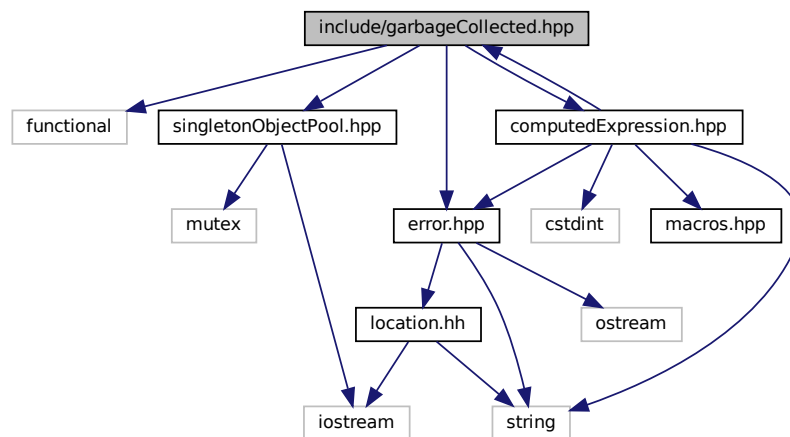 include/garbageCollected.hpp
functional
singletonObjectPool.hpp
computedExpression.hpp
mutex
error.hpp
cstdint
macros.hpp
location.hh
ostream
iostream
string